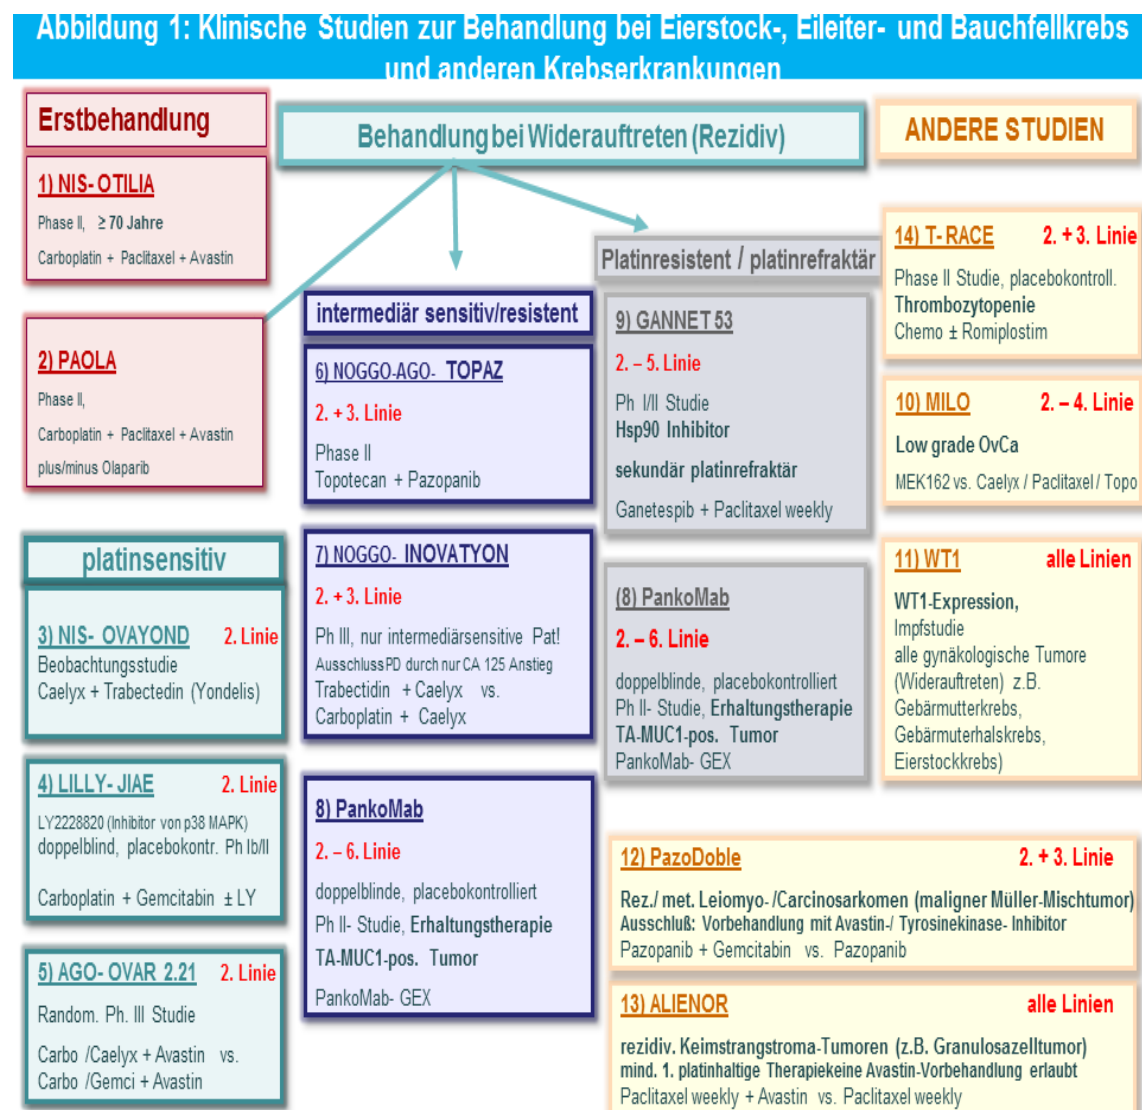 Abbildung 1: Klinische Studien zur Behandlung bei Eierstock-, Eileiter- und Bauchfellkrebs
und anderen Krebserkrankungen
Erstbehandlung
1) NIS- OTILIA
Phase II, ≥ 70 Jahre
Carboplatin + Paclitaxel + Avastin
2) PAOLA
Phase II,
Carboplatin + Paclitaxel + Avastin
plus/minus Olaparib
Behandlung bei Widerauftreten (Rezidiv)
platinsensitiv
3) NIS- OVAYOND 2. Linie
Beobachtungsstudie
Caelyx + Trabectedin (Yondelis)
4) LILLY- JIAE 2. Linie
LY2228820 (Inhibitor von p38 MAPK)
doppelblind, placebokontr. Ph Ib/II
Carboplatin + Gemcitabin ± LY
5) AGO- OVAR 2.21 2. Linie
Random. Ph. III Studie
Carbo /Caelyx + Avastin vs.
Carbo /Gemci + Avastin
intermediär sensitiv/resistent
6) NOGGO-AGO- TOPAZ
2. + 3. Linie
Phase II
Topotecan + Pazopanib
7) NOGGO- INOVATYON
2. + 3. Linie
Ph III, nur intermediärsensitive Pat!
Ausschluss PD durch nur CA 125 Anstieg
Trabectidin + Caelyx vs.
Carboplatin + Caelyx
8) PankoMab
2. – 6. Linie
doppelblinde, placebokontrolliert
Ph II- Studie, Erhaltungstherapie
TA-MUC1-pos. Tumor
PankoMab- GEX
Platinresistent / platinrefraktär
9) GANNET 53
2. – 5. Linie
Ph I/II Studie
Hsp90 Inhibitor
sekundär platinrefraktär
Ganetespib + Paclitaxel weekly
(8) PankoMab
2. – 6. Linie
doppelblinde, placebokontrolliert
Ph II- Studie, Erhaltungstherapie
TA-MUC1-pos. Tumor
PankoMab- GEX
ANDERE STUDIEN
14) T- RACE 2. + 3. Linie
Phase II Studie, placebokontroll.
Thrombozytopenie
Chemo ± Romiplostim
10) MILO 2. – 4. Linie
Low grade OvCa
MEK162 vs. Caelyx / Paclitaxel / Topo
11) WT1 alle Linien
WT1-Expression,
Impfstudie
alle gynäkologische Tumore
(Widerauftreten) z.B.
Gebärmutterkrebs,
Gebärmuterhalskrebs,
Eierstockkrebs)
12) PazoDoble 2. + 3. Linie
Rez./ met. Leiomyo- /Carcinosarkomen (maligner Müller-Mischtumor)
Ausschluß: Vorbehandlung mit Avastin-/ Tyrosinekinase- Inhibitor
Pazopanib + Gemcitabin vs. Pazopanib
13) ALIENOR alle Linien
rezidiv. Keimstrangstroma-Tumoren (z.B. Granulosazelltumor)
mind. 1. platinhaltige Therapiekeine Avastin-Vorbehandlung erlaubt
Paclitaxel weekly + Avastin vs. Paclitaxel weekly